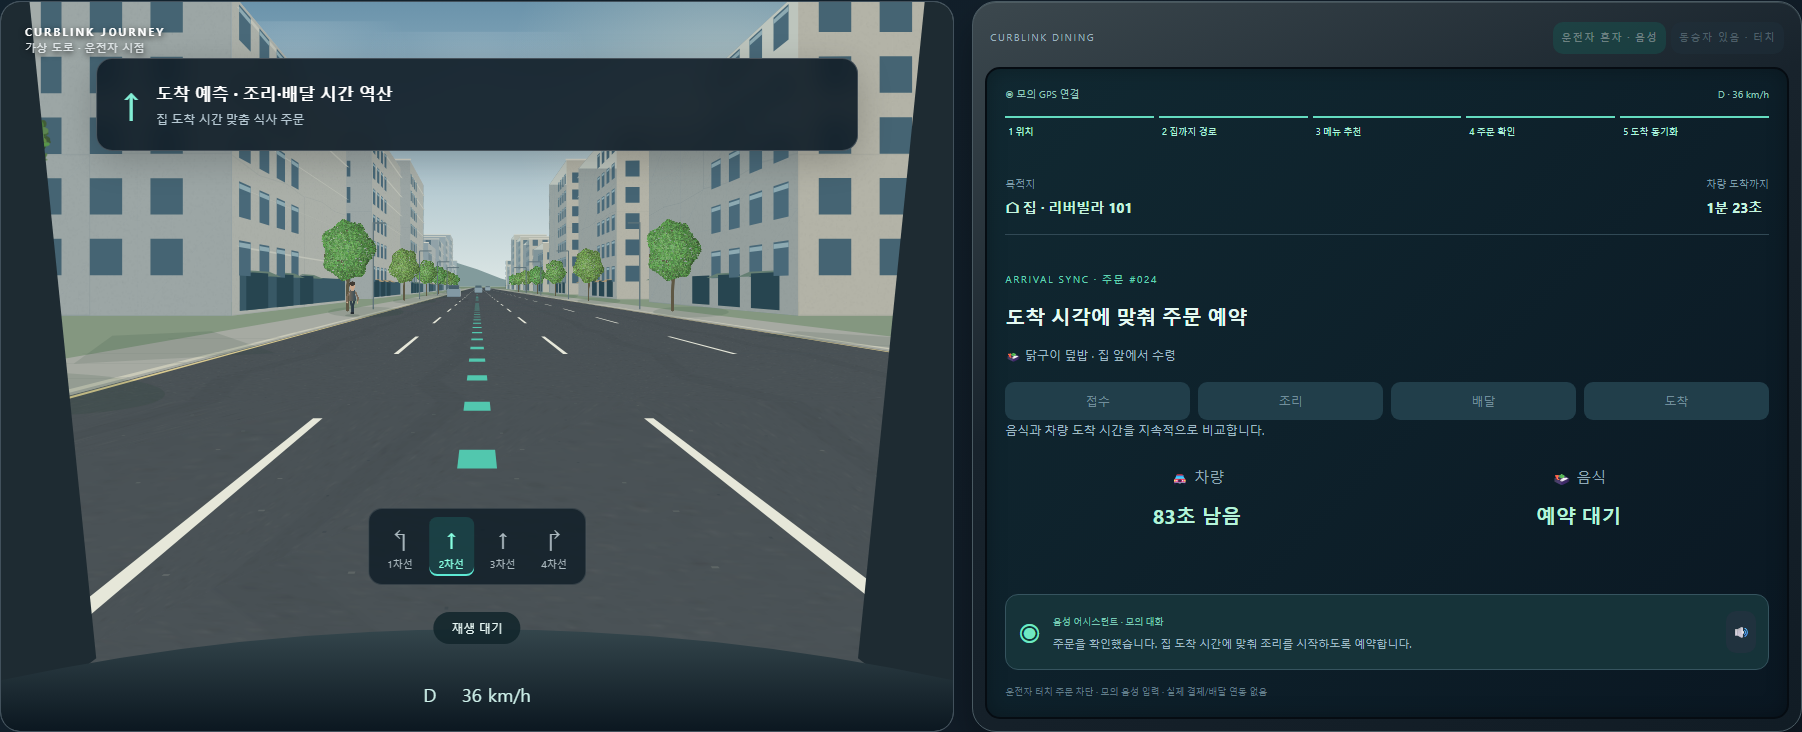 CURBLINK JOURNEY
가상 도로 · 운전자 시점
도착 예측 · 조리·배달 시간 역산
집 도착 시간 맞춤 식사 주문
1차선
2차선
3차선
4차선
재생 대기
D 36 km/h
CURBLINK DINING
운전자 혼자 · 음성
동승자 있음 · 터치
모의 GPS 연결
D · 36 km/h
1 위치
2 집까지 경로
3 메뉴 추천
4 주문 확인
5 도착 동기화
목적지
차량 도착까지
집 · 리버빌라 101
1분 23초
ARRIVAL SYNC · 주문 #024
도착 시각에 맞춰 주문 예약
닭구이 덮밥 · 집 앞에서 수령
접수
조리
배달
도착
음식과 차량 도착 시간을 지속적으로 비교합니다.
차량
음식
83초 남음
예약 대기
음성 어시스턴트 · 모의 대화
주문을 확인했습니다. 집 도착 시간에 맞춰 조리를 시작하도록 예약합니다.
운전자 터치 주문 차단 · 모의 음성 입력 · 실제 결제/배달 연동 없음